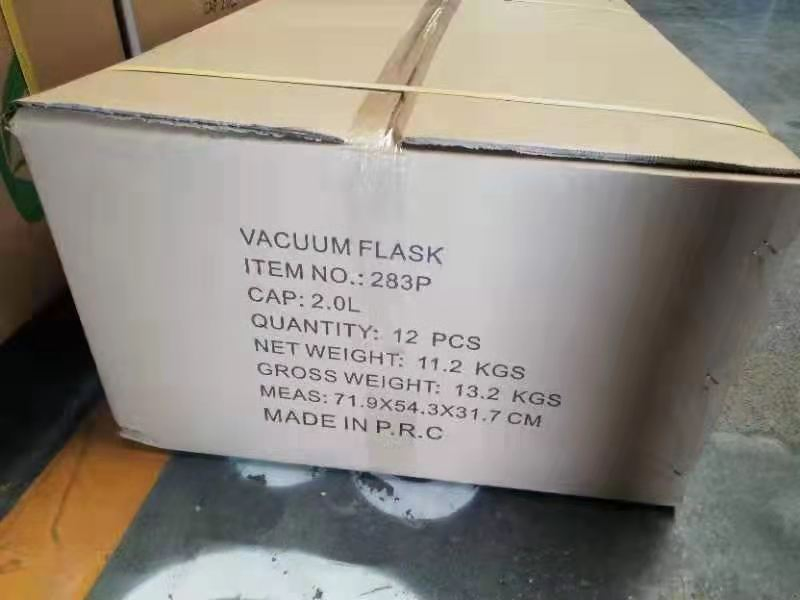 VACUUM FLASK
ITEM NO.: 283P
CAP: 2.0L
QUANTITY: 12 PCS
NET WEIGHT: 11.2 KGS
GROSS WEIGHT: 13.2 KGS
MEAS: 71.9X54.3X31.7 CM
MADE IN P.R.C